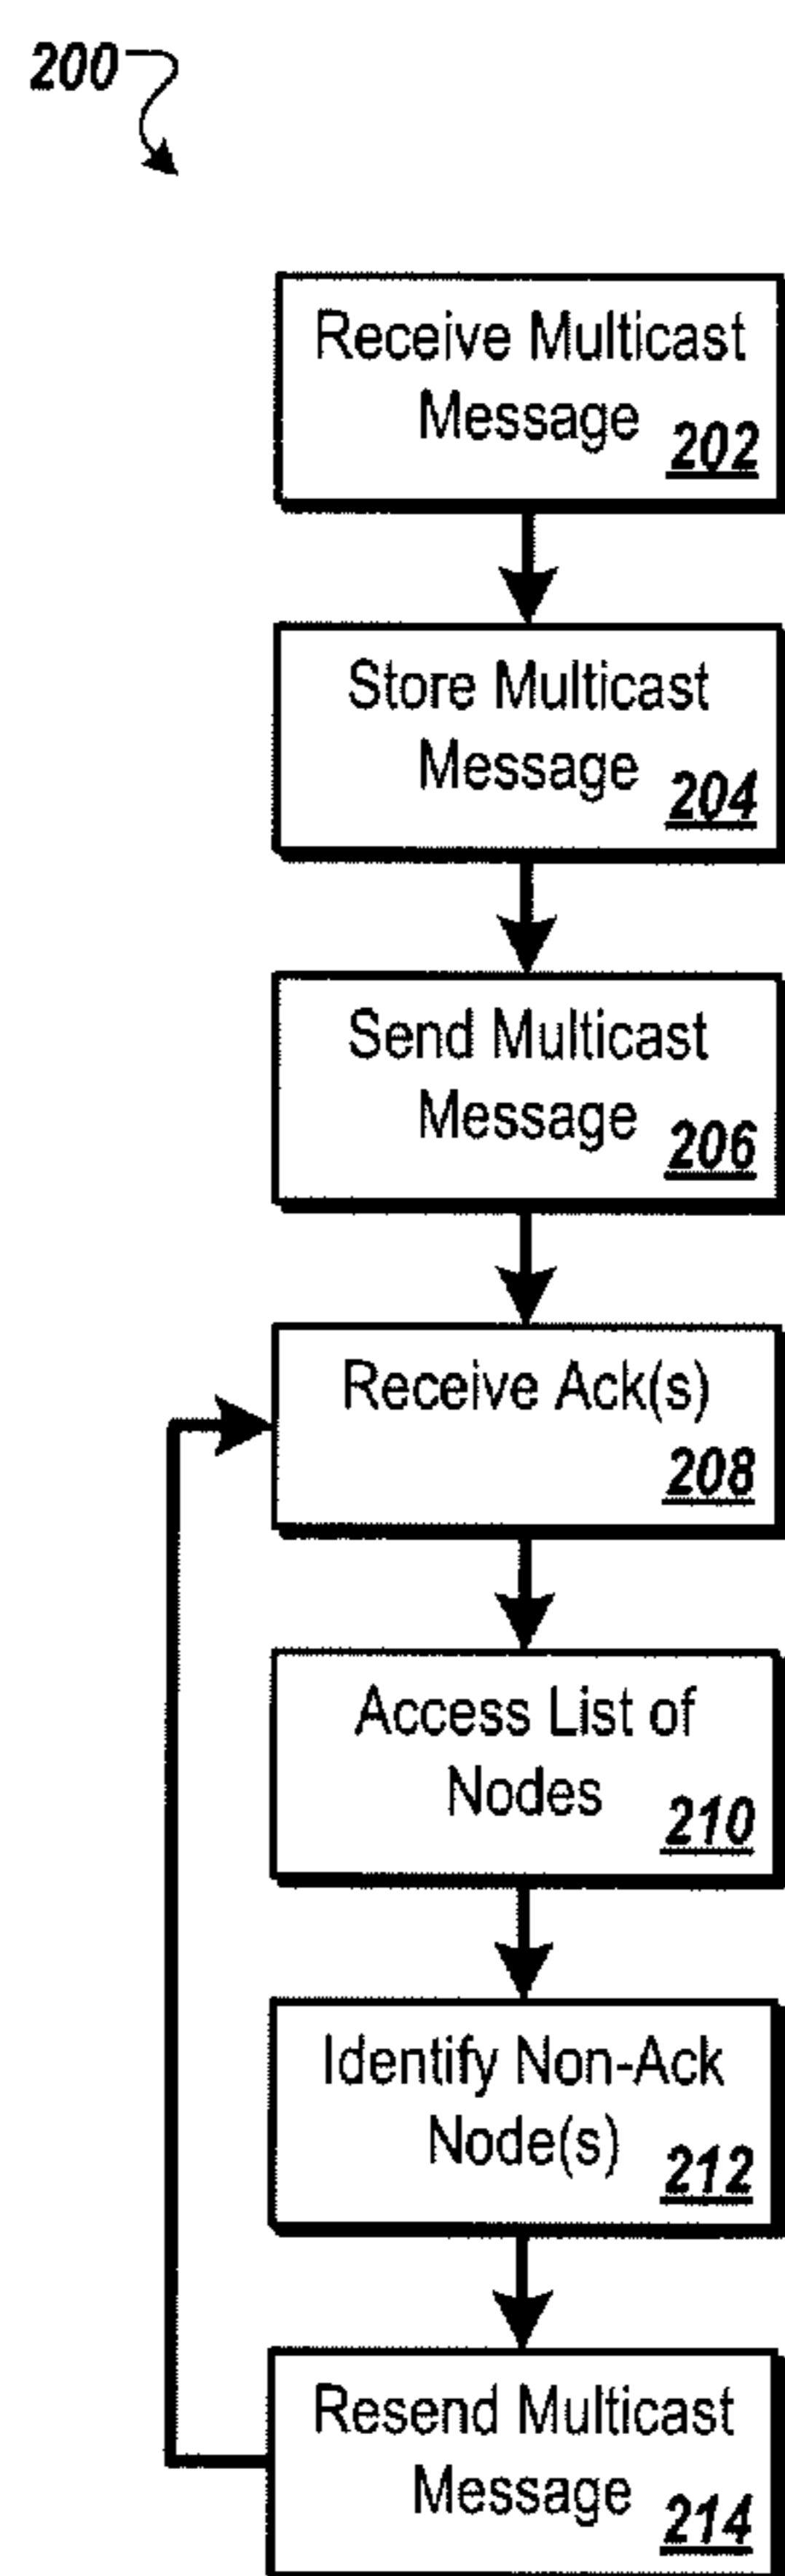 200
Receive Multicast
Message 202
Store Multicast
Message 204
Send Multicast
Message 206
Receive Ack(s)
208
Access List of
Nodes 210
Identify Non-Ack
Node(s) 212
Resend Multicast
Message 214